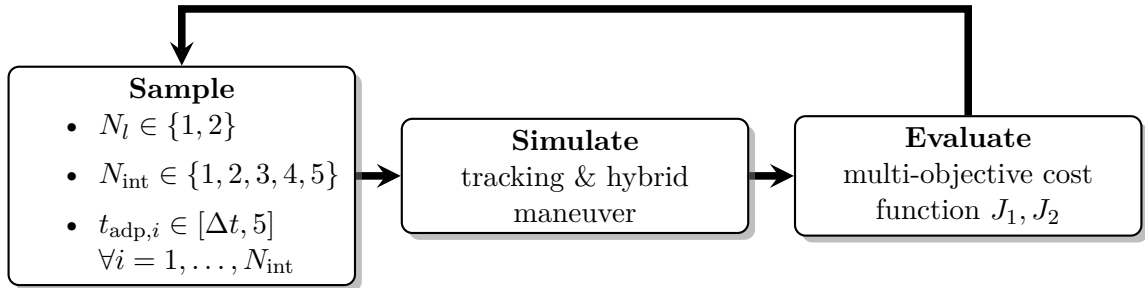 Sample
• N_l ∈ {1, 2}
• N_int ∈ {1, 2, 3, 4, 5}
• t_adp,i ∈ [Δt, 5]
∀i = 1, . . . , N_int
Simulate
tracking & hybrid
maneuver
Evaluate
multi-objective cost
function J_1, J_2